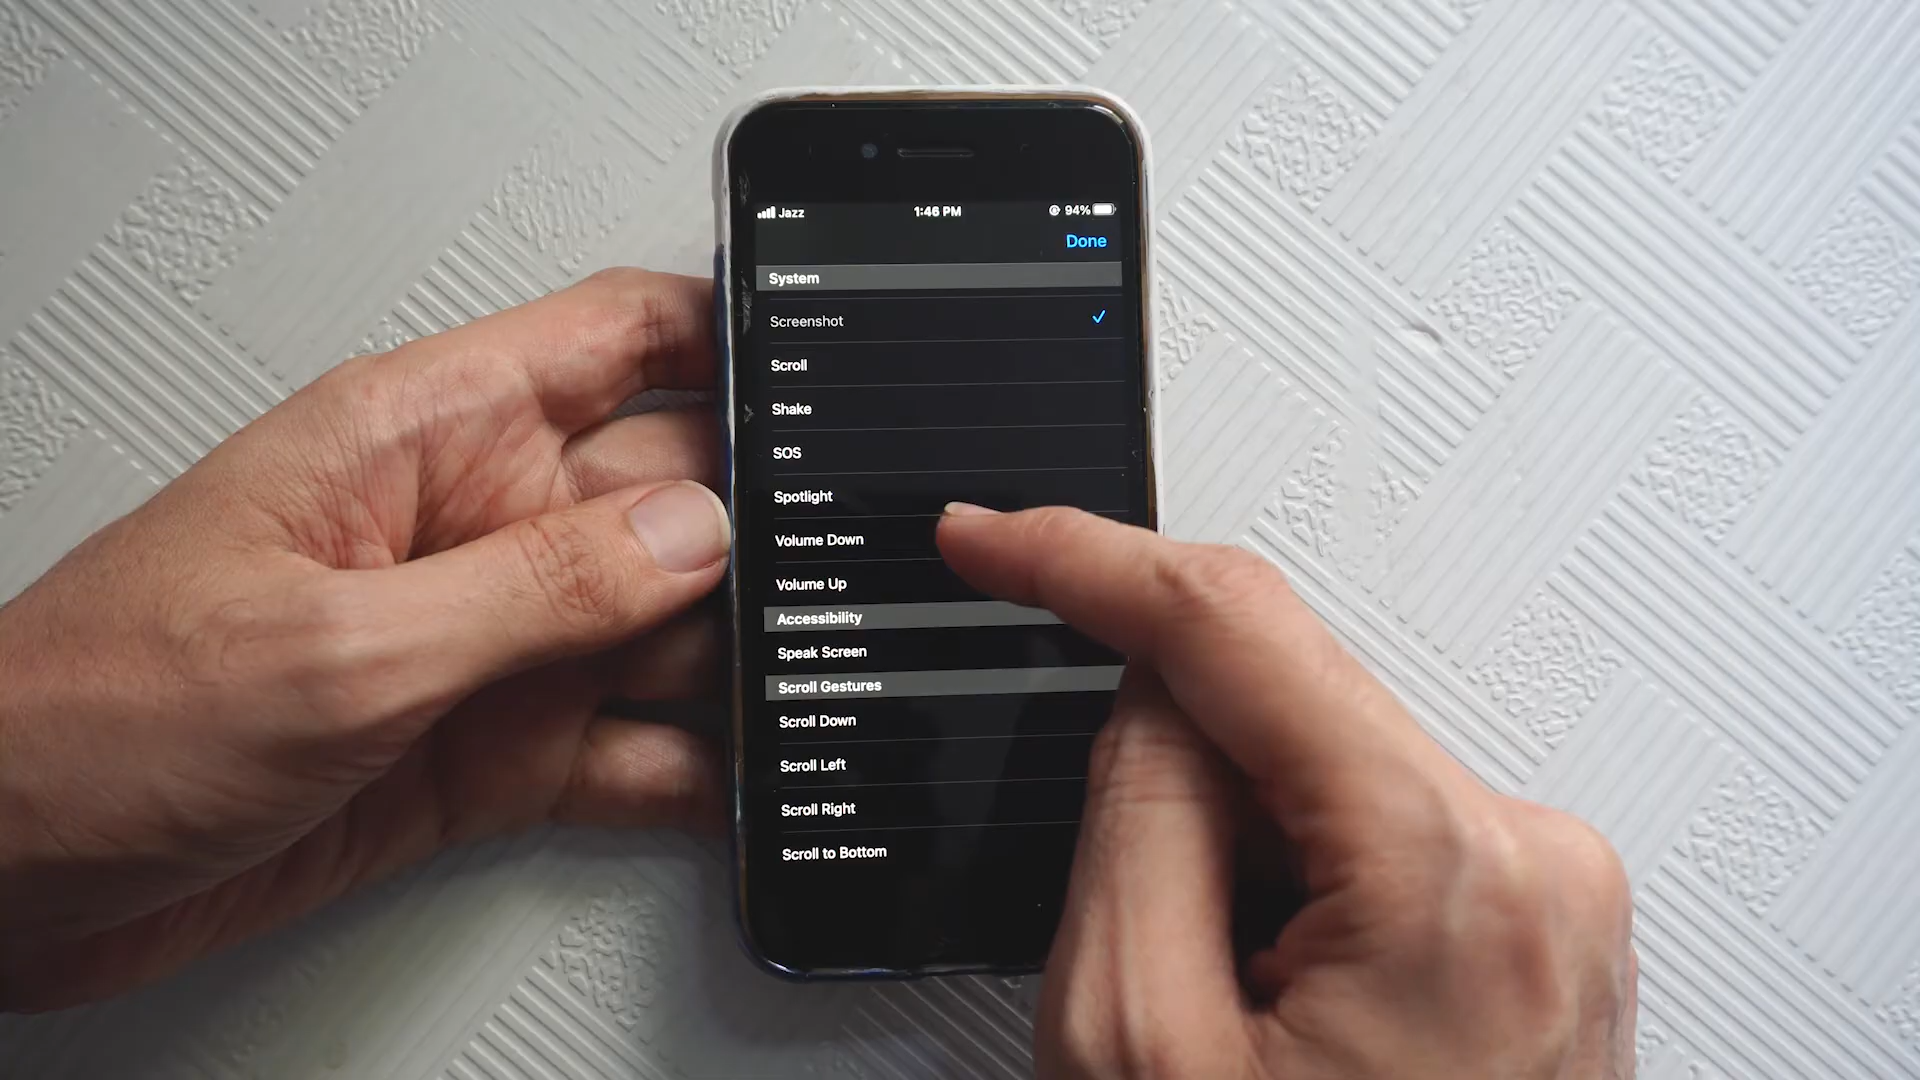 Jazz 1:46 PM 94%
Done
System
Screenshot
Scroll
Shake
SOS
Spotlight
Volume Down
Volume Up
Accessibility
Speak Screen
Scroll Gestures
Scroll Down
Scroll Left
Scroll Right
Scroll to Bottom